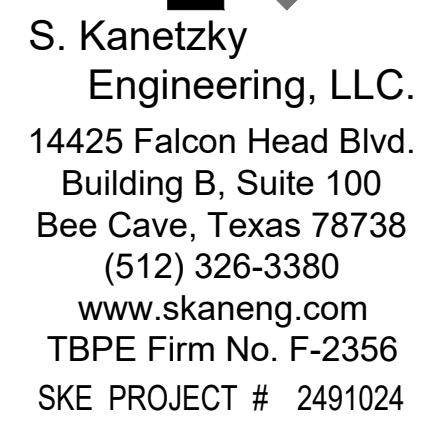 S. Kanetzky
Engineering, LLC.
14425 Falcon Head Blvd.
Building B, Suite 100
Bee Cave, Texas 78738
(512) 326-3380
www.skaneng.com
TBPE Firm No. F-2356
SKE PROJECT # 2491024